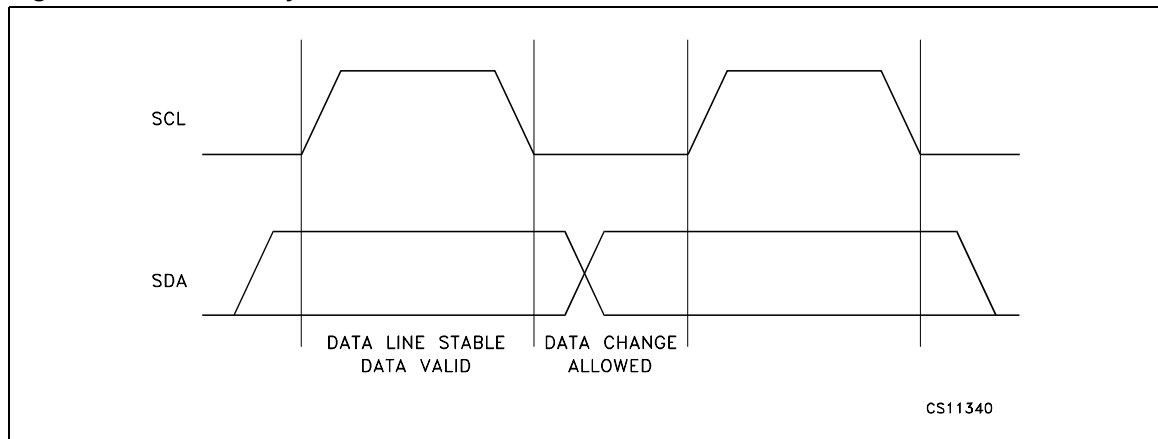 SCL
SDA
DATA LINE STABLE
DATA VALID
DATA CHANGE
ALLOWED
CS11340